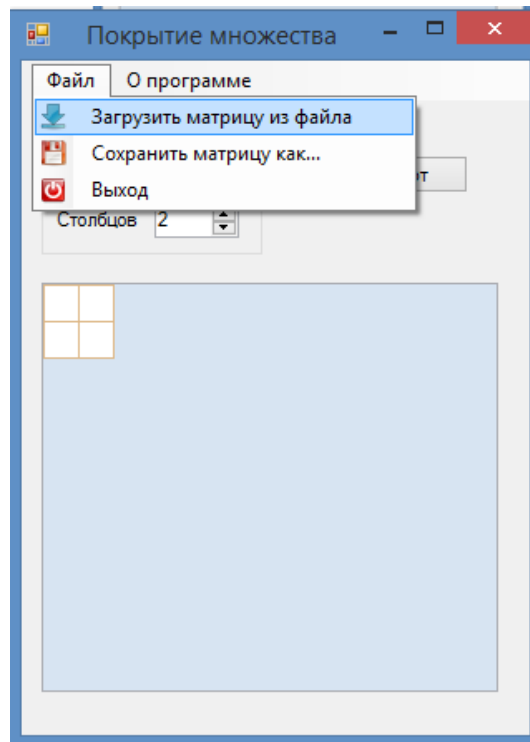 Покрытие множества
Файл О программе
Загрузить матрицу из файла
Сохранить матрицу как...
Выход
Столбцов 2